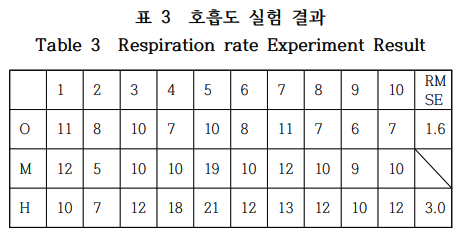 표 3 호흡도 실험 결과
Table 3 Respiration rate Experiment Result
1 2 3 4 5 6 7 8 9 10 RM
SE
O 11 8 10 7 10 8 11 7 6 7 1.6
M 12 5 10 10 19 10 12 10 9 10
H 10 7 12 18 21 12 13 12 10 12 3.0